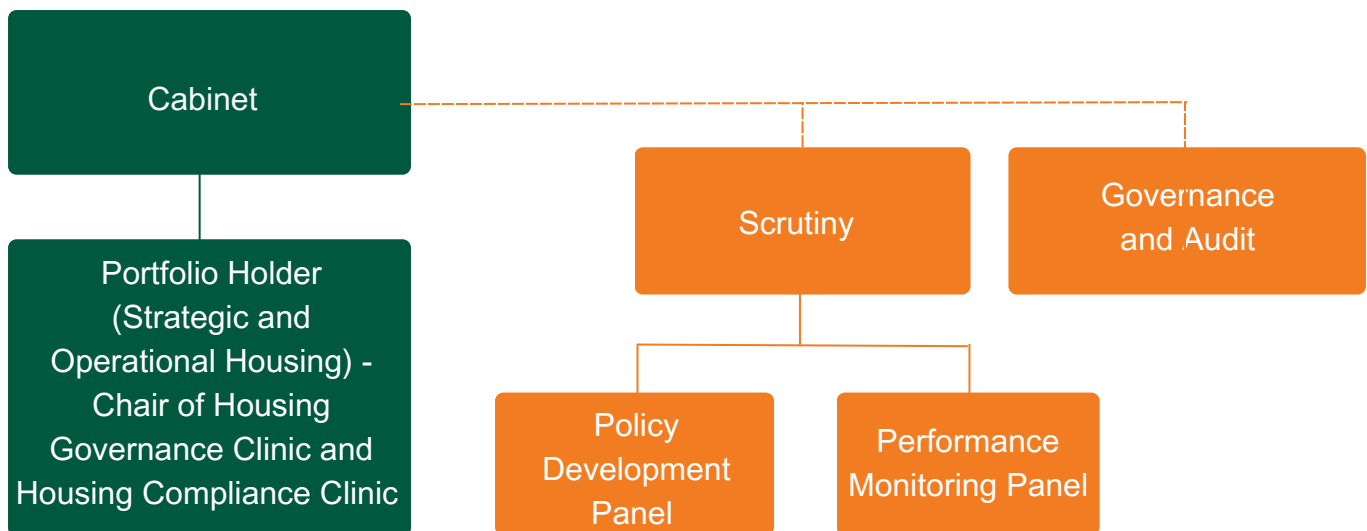 Cabinet
Scrutiny
Governance
and Audit
Portfolio Holder
(Strategic and
Operational Housing) -
Chair of Housing
Governance Clinic and
Housing Compliance Clinic
Policy
Development
Panel
Performance
Monitoring Panel